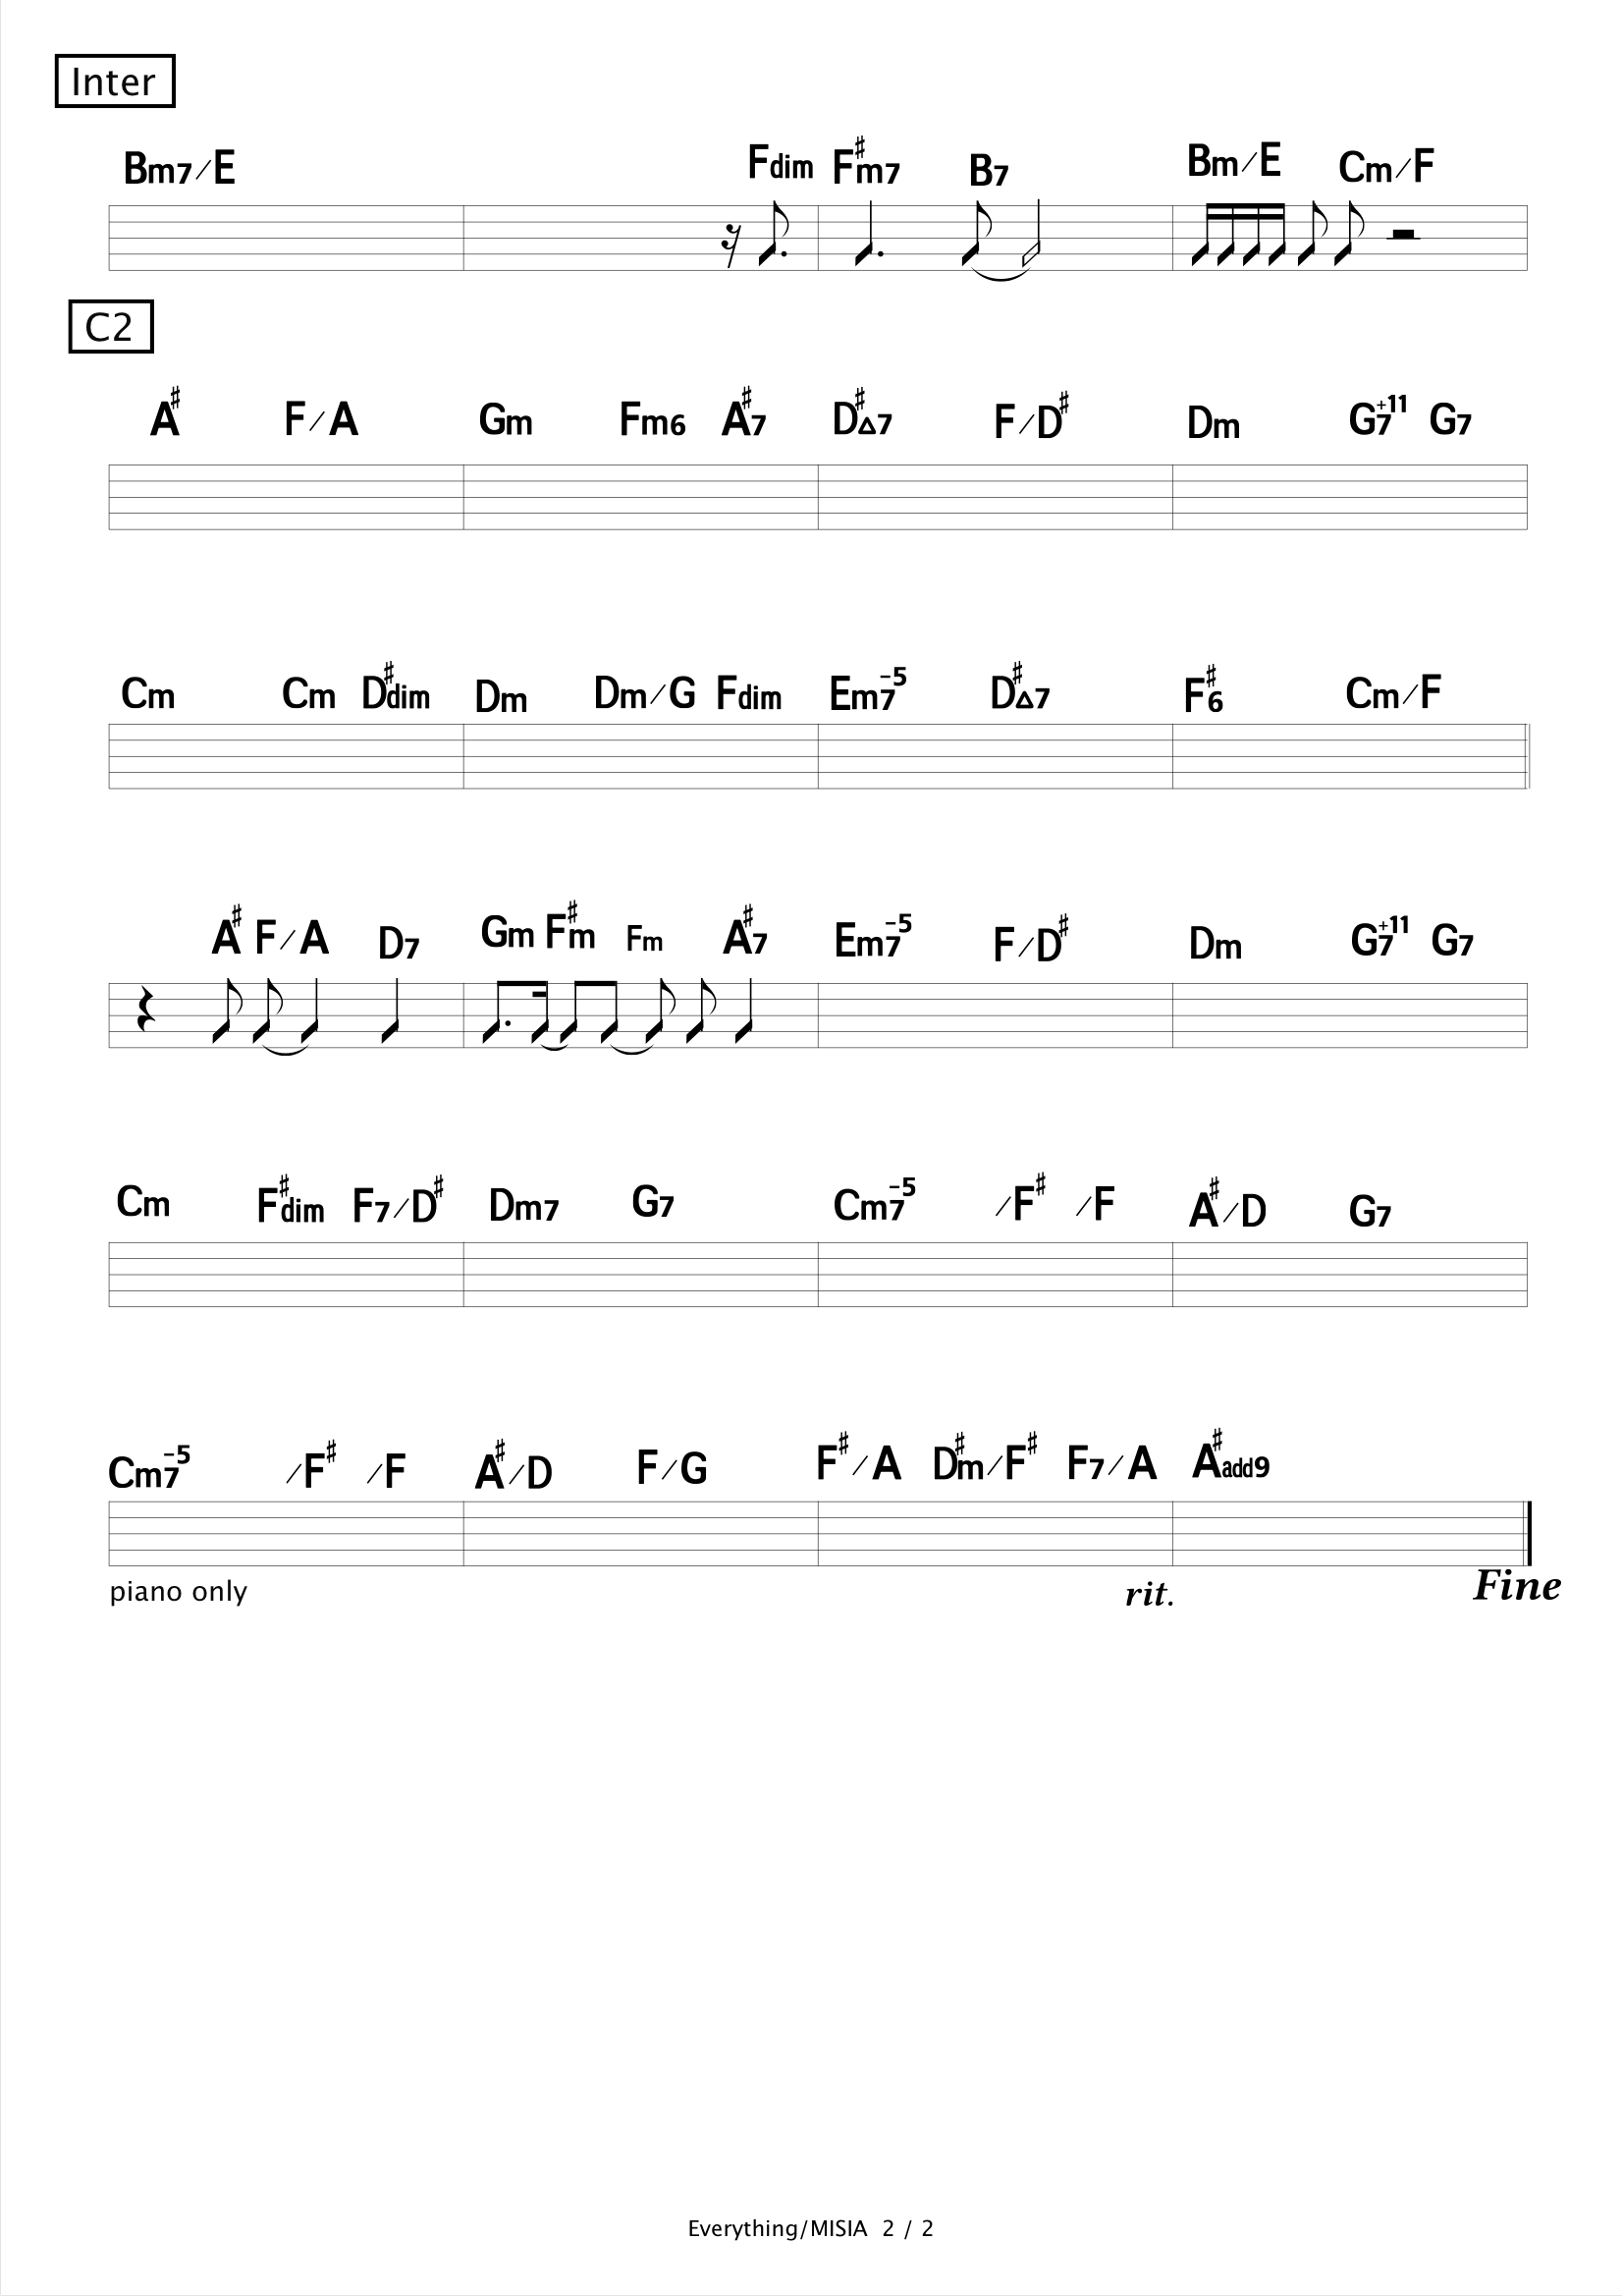 Inter
Bm7/E Fdim F#m7 B7 Bm/E Cm/F
C2
A# F/A Gm Fm6 A#7 D#△7 F/D# Dm G7+11 G7
Cm Cm D#dim Dm Dm/G Fdim Em7-5 D#△7 F#6 Cm/F
A# F/A D7 Gm F#m Fm A#7 Em7-5 F/D# Dm G7+11 G7
Cm F#dim F7/D# Dm7 G7 Cm7-5 /F# /F A#/D G7
Cm7-5 /F# /F A#/D F/G F#/A D#m/F# F7/A A#add9
piano only rit. Fine
Everything/MISIA 2 / 2